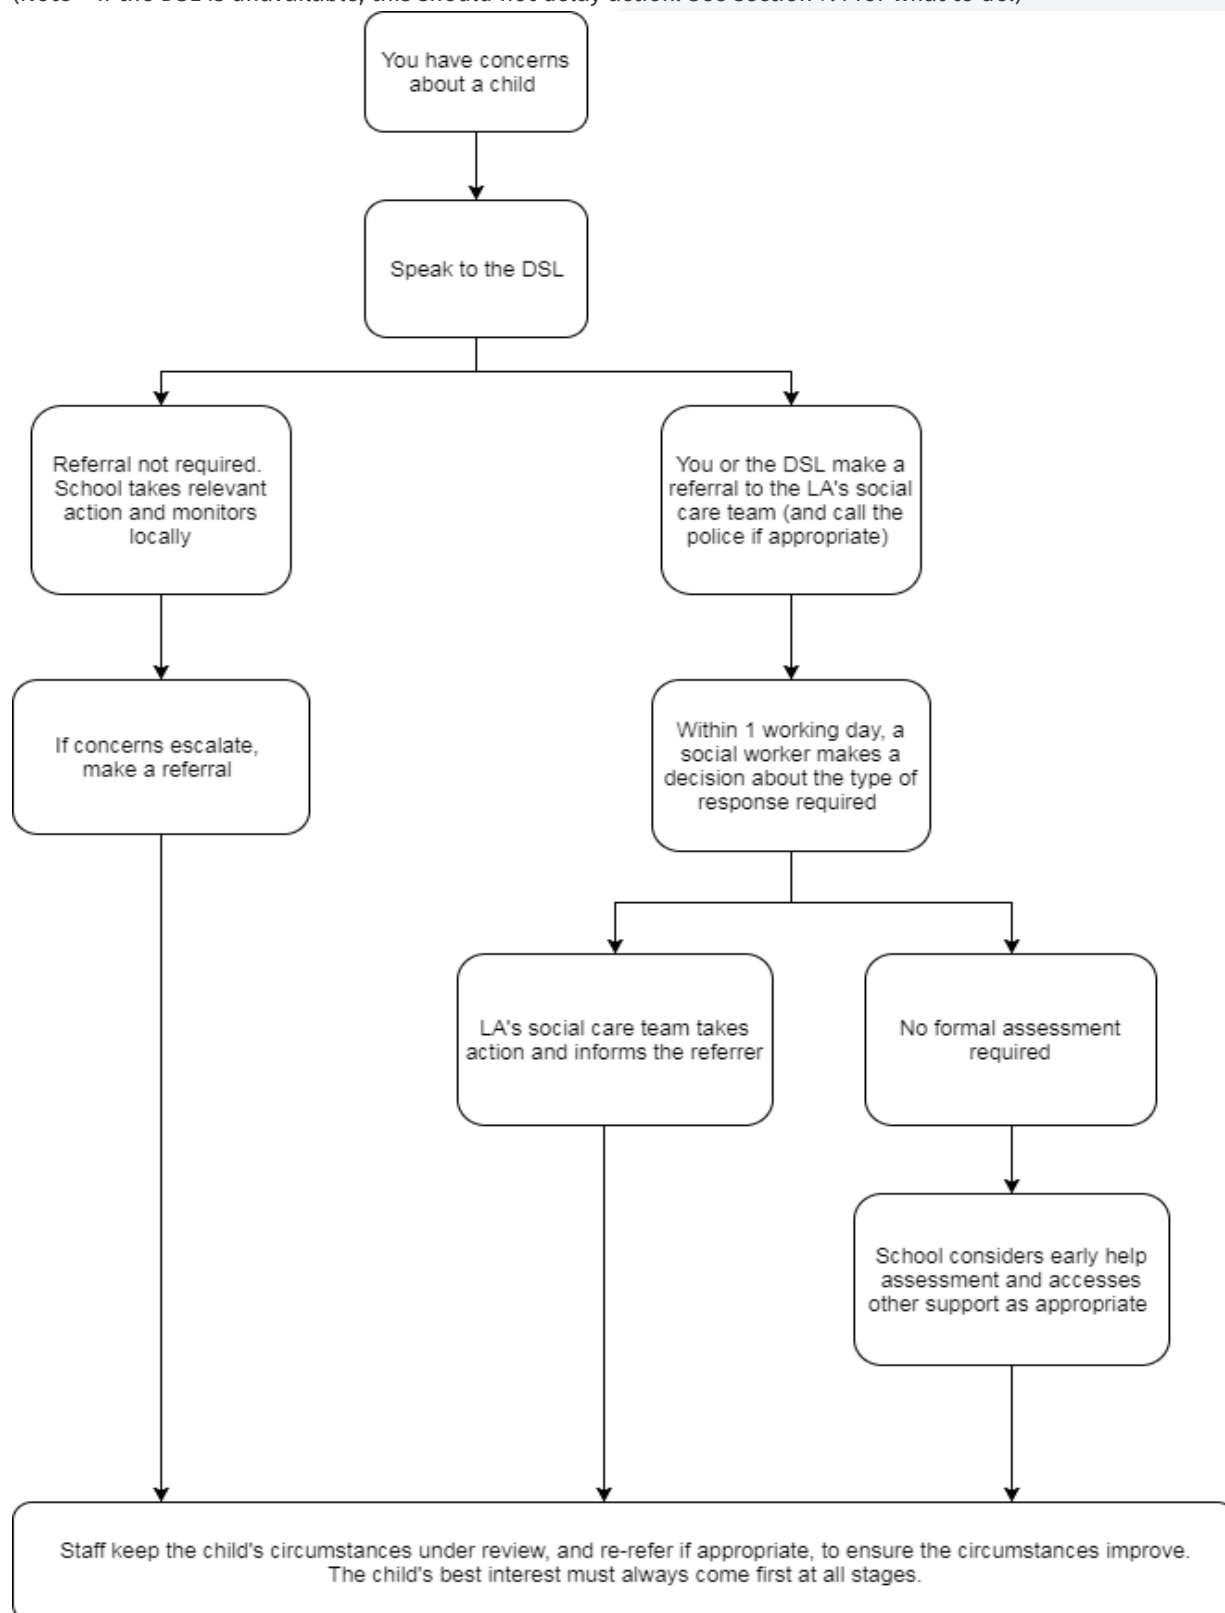 You have concerns
about a child
Speak to the DSL
Referral not required.
School takes relevant
action and monitors
locally
You or the DSL make a
referral to the LA's social
care team (and call the
police if appropriate)
If concerns escalate,
make a referral
Within 1 working day, a
social worker makes a
decision about the type of
response required
LA's social care team takes
action and informs the referrer
No formal assessment
required
School considers early help
assessment and accesses
other support as appropriate
Staff keep the child's circumstances under review, and re-refer if appropriate, to ensure the circumstances improve.
The child's best interest must always come first at all stages.